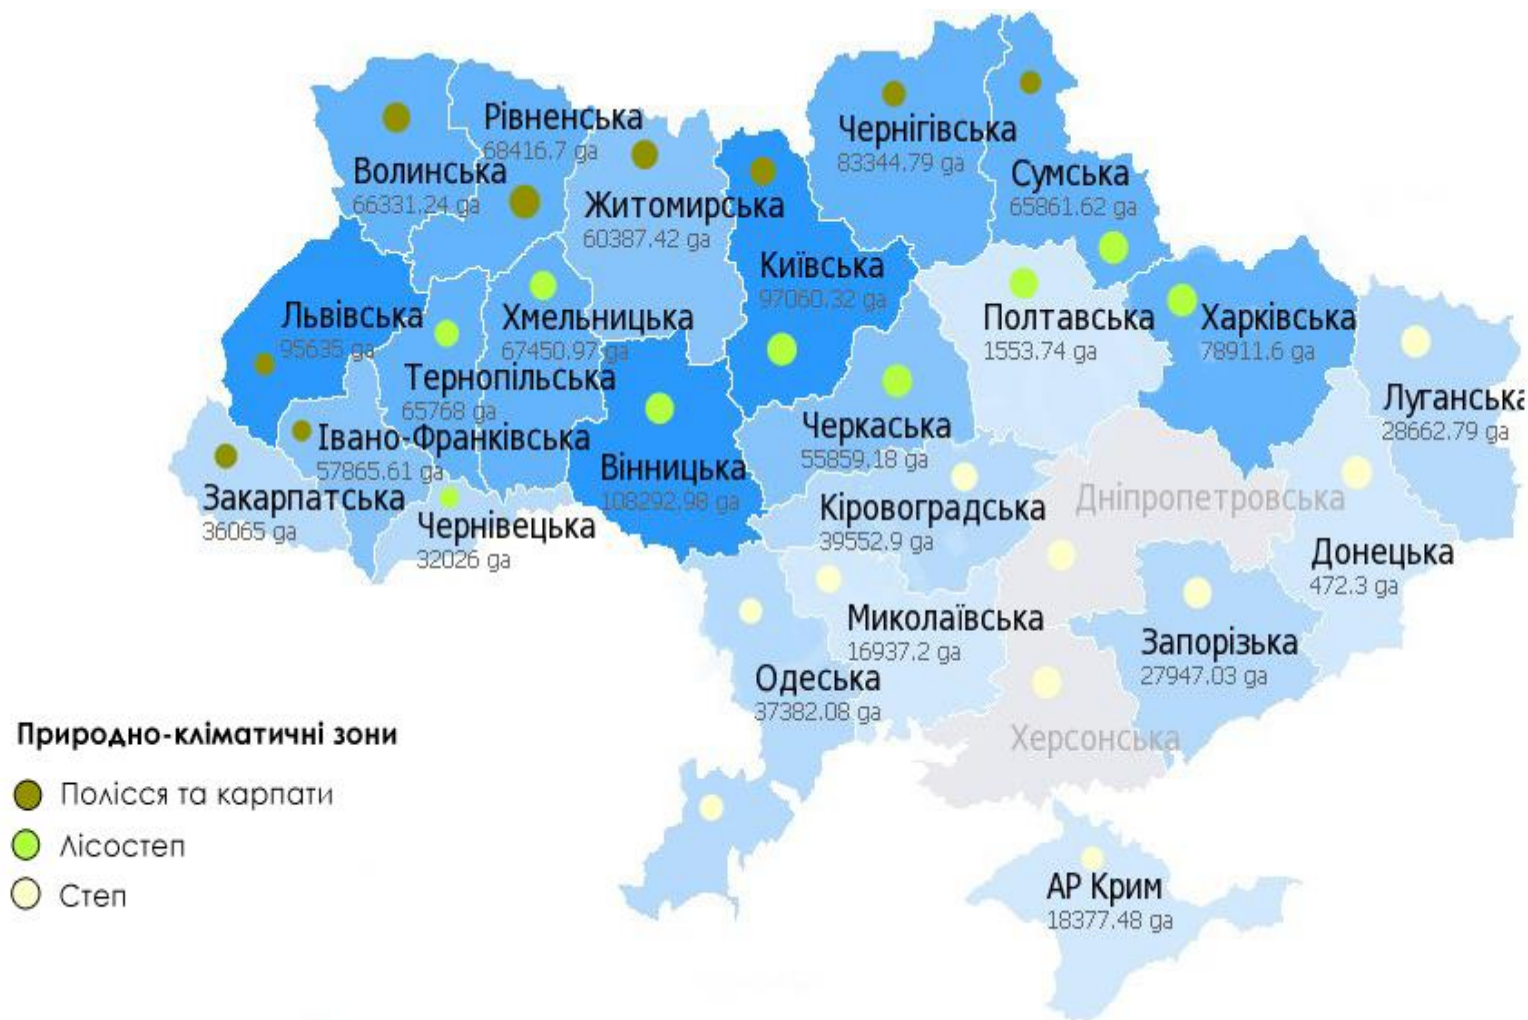 Рівненська
68416.7 ga
Волинська
66331.24 ga
Житомирська
60387.42 ga
Чернігівська
83344.79 ga
Сумська
65861.62 ga
Київська
97060.32 ga
Львівська
95635 ga
Хмельницька
67450.97 ga
Тернопільська
65768 ga
Полтавська
1553.74 ga
Харківська
78911.6 ga
Луганська
28662.79 ga
Івано-Франківська
57865.61 ga
Вінницька
108292.98 ga
Черкаська
55859.18 ga
Закарпатська
36065 ga
Чернівецька
32026 ga
Кіровоградська
39552.9 ga
Дніпропетровська
Донецька
472.3 ga
Миколаївська
16937.2 ga
Запорізька
27947.03 ga
Одеська
37382.08 ga
Херсонська
АР Крим
18377.48 ga
Природно-кліматичні зони
Полісся та карпати
Лісостеп
Степ